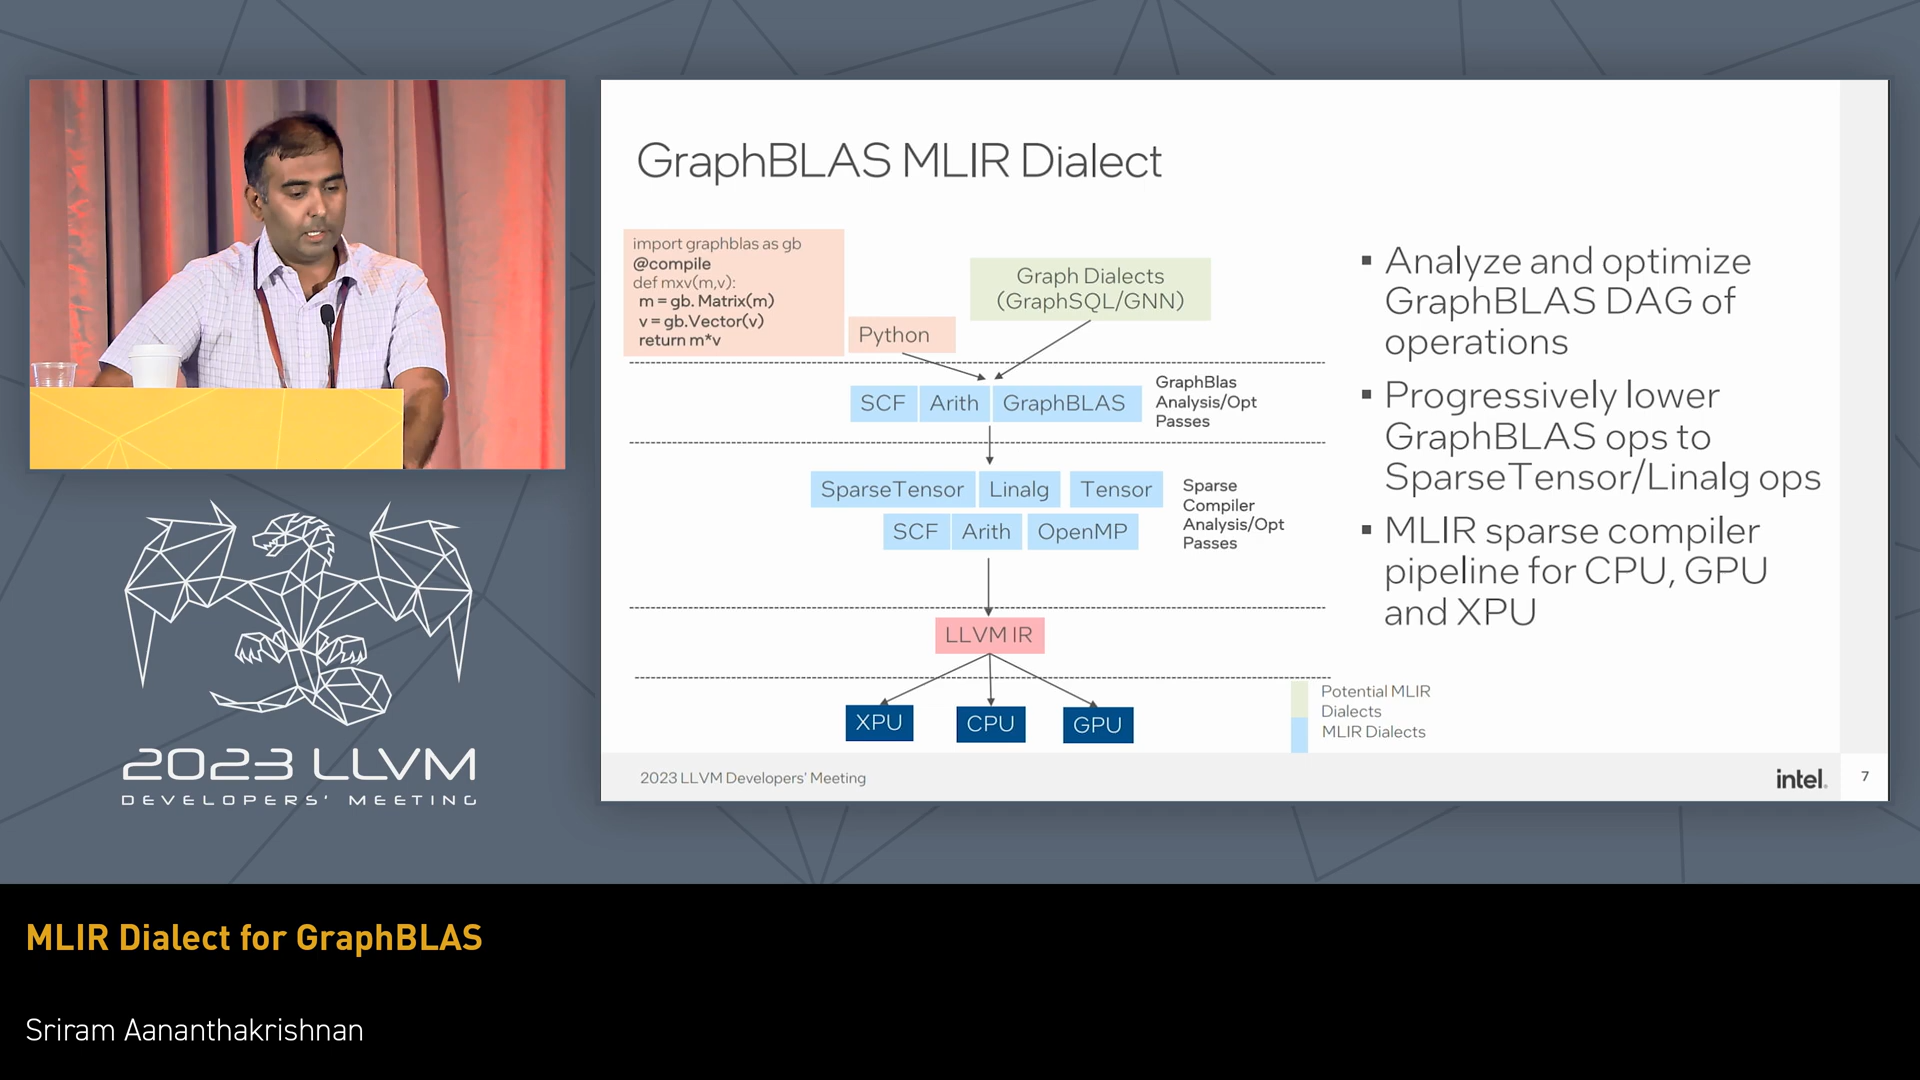 GraphBLAS MLIR Dialect
import graphblas as gb
@compile
def mxv(m,v):
m = gb. Matrix(m)
v = gb.Vector(v)
return m*v
Python
Graph Dialects
(GraphSQL/GNN)
SCF Arith GraphBLAS
GraphBlas
Analysis/Opt
Passes
SparseTensor Linalg Tensor
SCF Arith OpenMP
Sparse
Compiler
Analysis/Opt
Passes
LLVM IR
XPU CPU GPU
Potential MLIR
Dialects
MLIR Dialects
▪ Analyze and optimize
GraphBLAS DAG of
operations
▪ Progressively lower
GraphBLAS ops to
SparseTensor/Linalg ops
▪ MLIR sparse compiler
pipeline for CPU, GPU
and XPU
2023 LLVM Developers' Meeting
intel.
7
2023 LLVM
DEVELOPERS' MEETING
MLIR Dialect for GraphBLAS
Sriram Aananthakrishnan